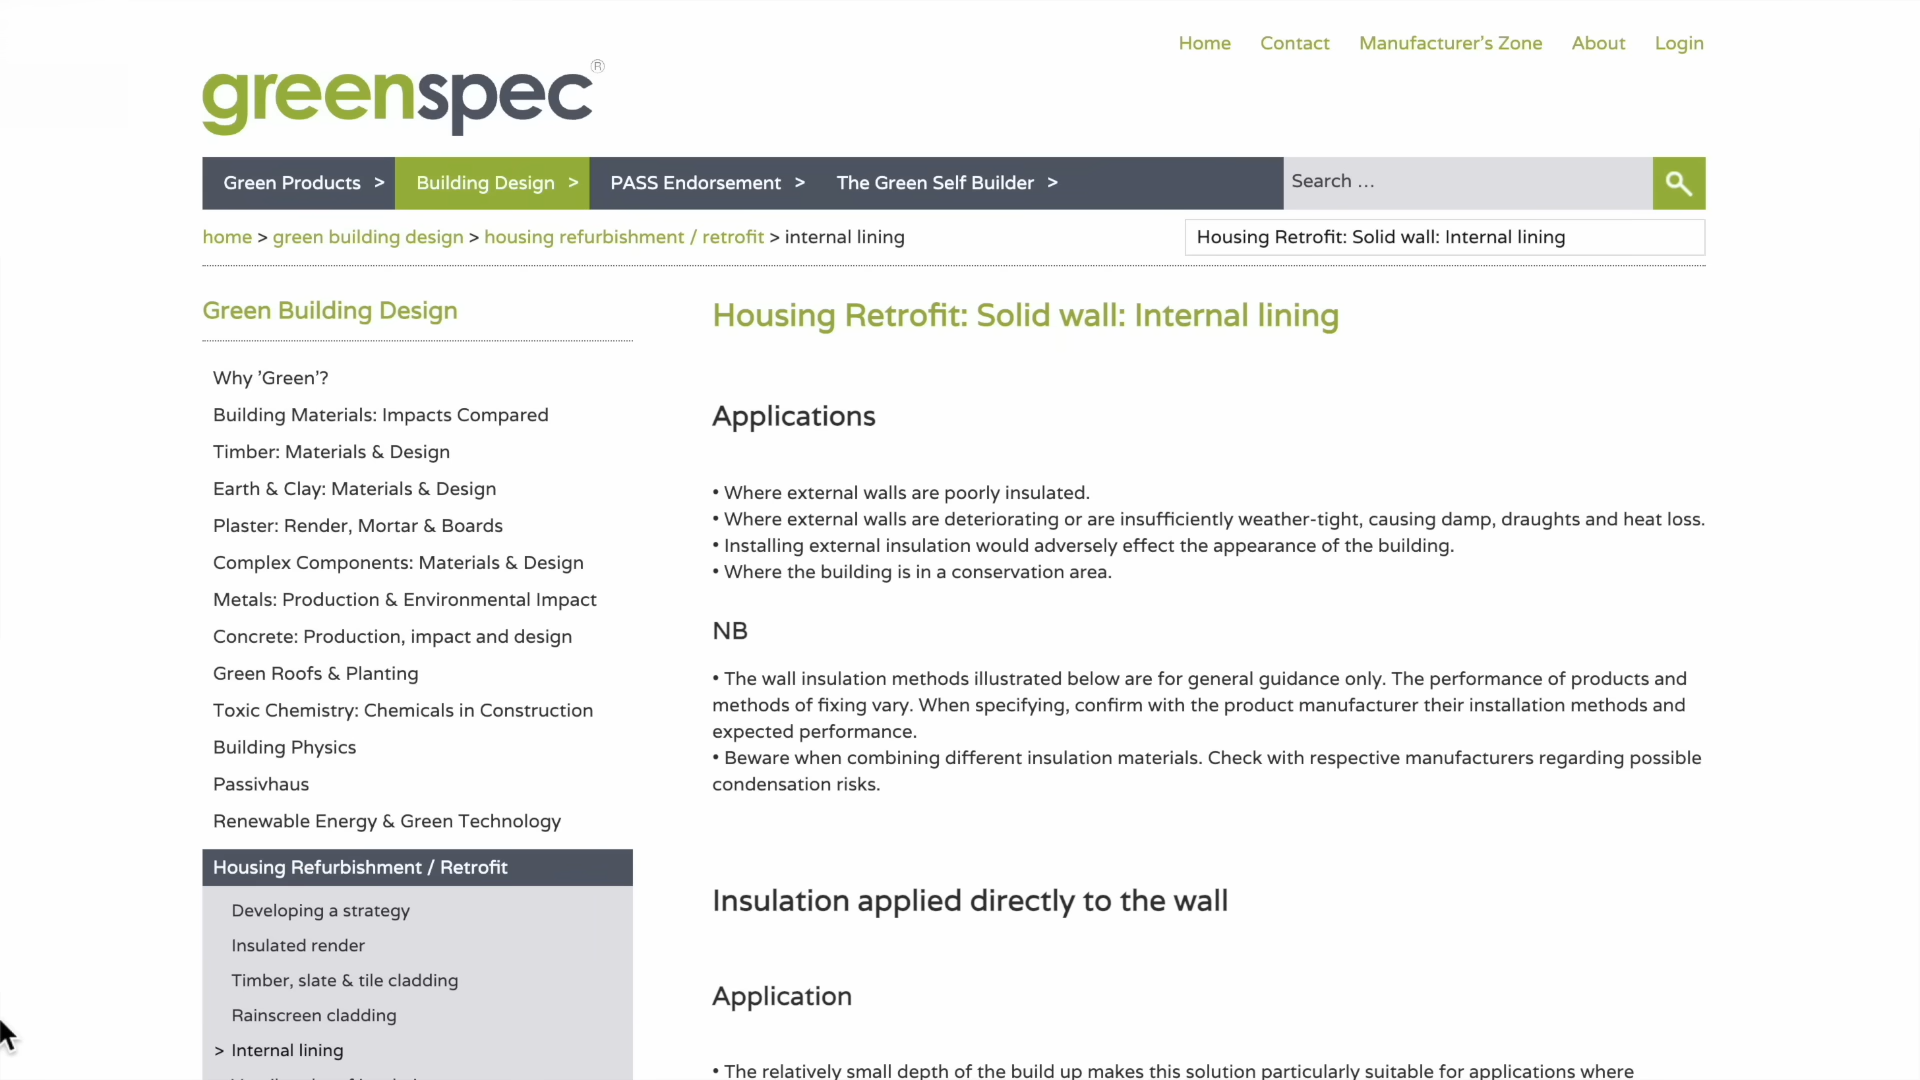 Home Contact Manufacturer's Zone About Login
greenspec®
Green Products > Building Design > PASS Endorsement > The Green Self Builder > Search ...
home > green building design > housing refurbishment / retrofit > internal lining
Housing Retrofit: Solid wall: Internal lining
Green Building Design
Why 'Green'?
Building Materials: Impacts Compared
Timber: Materials & Design
Earth & Clay: Materials & Design
Plaster: Render, Mortar & Boards
Complex Components: Materials & Design
Metals: Production & Environmental Impact
Concrete: Production, impact and design
Green Roofs & Planting
Toxic Chemistry: Chemicals in Construction
Building Physics
Passivhaus
Renewable Energy & Green Technology
Housing Refurbishment / Retrofit
Developing a strategy
Insulated render
Timber, slate & tile cladding
Rainscreen cladding
> Internal lining
Housing Retrofit: Solid wall: Internal lining
Applications
• Where external walls are poorly insulated.
• Where external walls are deteriorating or are insufficiently weather-tight, causing damp, draughts and heat loss.
• Installing external insulation would adversely effect the appearance of the building.
• Where the building is in a conservation area.
NB
• The wall insulation methods illustrated below are for general guidance only. The performance of products and
methods of fixing vary. When specifying, confirm with the product manufacturer their installation methods and
expected performance.
• Beware when combining different insulation materials. Check with respective manufacturers regarding possible
condensation risks.
Insulation applied directly to the wall
Application
• The relatively small depth of the build up makes this solution particularly suitable for applications where